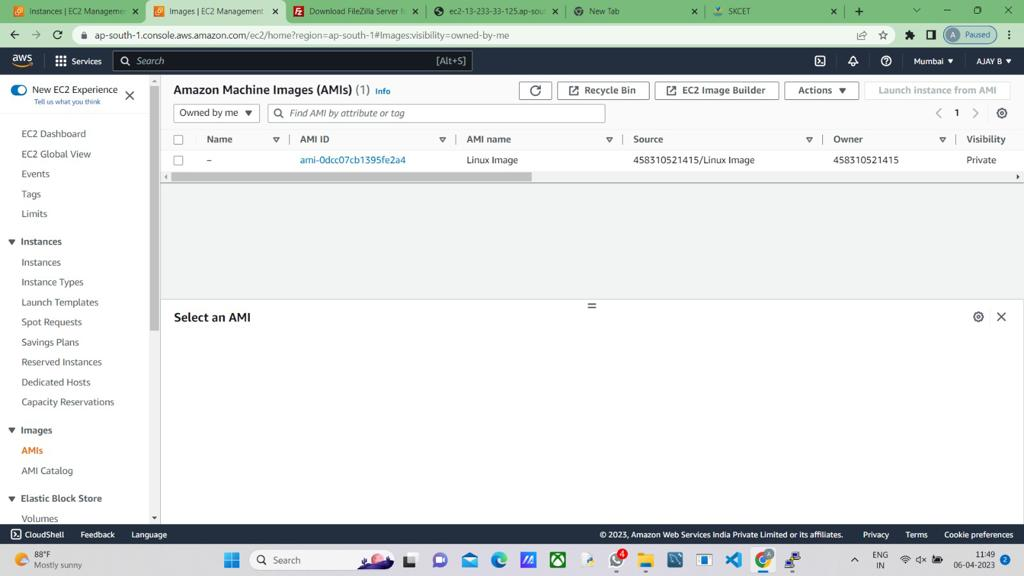 Instances | EC2 Manageme
Images | EC2 Management
Download FileZilla Server f
ec2-13-233-33-125.ap-sou
New Tab
SKCET
ap-south-1.console.aws.amazon.com/ec2/home?region=ap-south-1#Images:visibility=owned-by-me
A Paused
aws
Services
Search [Alt+S]
Mumbai
AJAY B
New EC2 Experience
Tell us what you think
EC2 Dashboard
EC2 Global View
Events
Tags
Limits
Instances
Instances
Instance Types
Launch Templates
Spot Requests
Savings Plans
Reserved Instances
Dedicated Hosts
Capacity Reservations
Images
AMIs
AMI Catalog
Elastic Block Store
Volumes
Amazon Machine Images (AMIs) (1) Info
Recycle Bin
EC2 Image Builder
Actions
Launch instance from AMI
Owned by me
Find AMI by attribute or tag
1
Name AMI ID AMI name Source Owner Visibility
– ami-0dcc07cb1395fe2a4 Linux Image 458310521415/Linux Image 458310521415 Private
Select an AMI
CloudShell Feedback Language
© 2023, Amazon Web Services India Private Limited or its affiliates. Privacy Terms Cookie preferences
88°F
Mostly sunny
Search
4
A
ENG
IN
11:49
06-04-2023
2